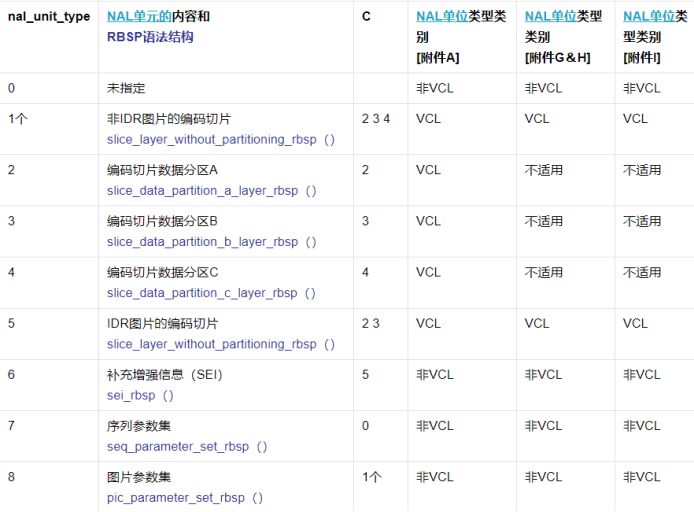 nal_unit_type NAL单元的内容和 C NAL单位类型类 NAL单位类型 NAL单位类
RBSP语法结构 别 类别 型类别
[附件A] [附件G＆H] [附件I]
0 未指定 非VCL 非VCL 非VCL
1个 非IDR图片的编码切片 2 3 4 VCL VCL VCL
slice_layer_without_partitioning_rbsp（）
2 编码切片数据分区A 2 VCL 不适用 不适用
slice_data_partition_a_layer_rbsp（）
3 编码切片数据分区B 3 VCL 不适用 不适用
slice_data_partition_b_layer_rbsp（）
4 编码切片数据分区C 4 VCL 不适用 不适用
slice_data_partition_c_layer_rbsp（）
5 IDR图片的编码切片 2 3 VCL VCL VCL
slice_layer_without_partitioning_rbsp（）
6 补充增强信息（SEI） 5 非VCL 非VCL 非VCL
sei_rbsp（）
7 序列参数集 0 非VCL 非VCL 非VCL
seq_parameter_set_rbsp（）
8 图片参数集 1个 非VCL 非VCL 非VCL
pic_parameter_set_rbsp（）